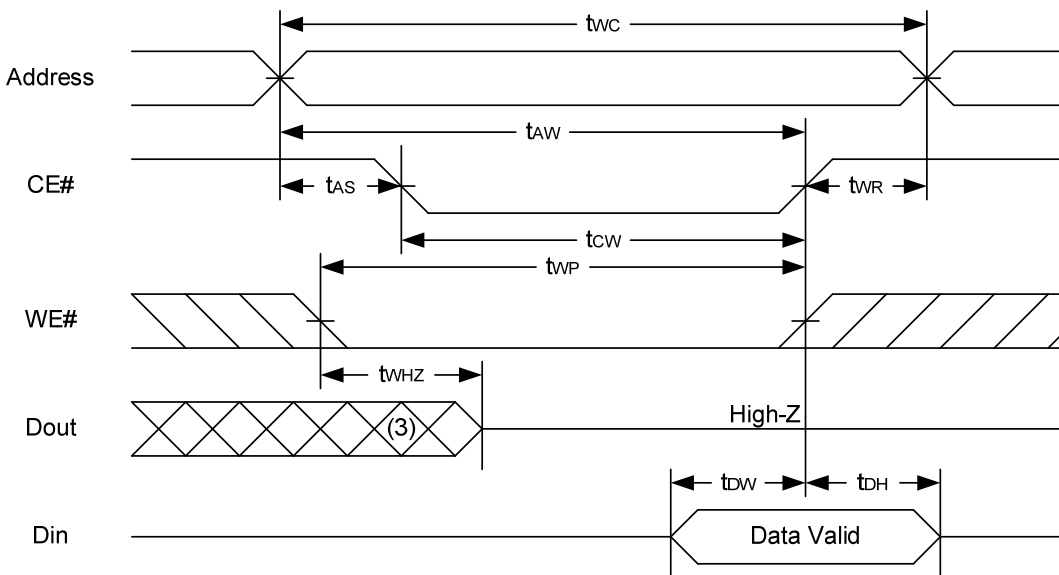 tWC
Address
tAW
CE#
tAS
tWR
tCW
tWP
WE#
tWHZ
Dout
(3)
High-Z
tDW
tDH
Din
Data Valid